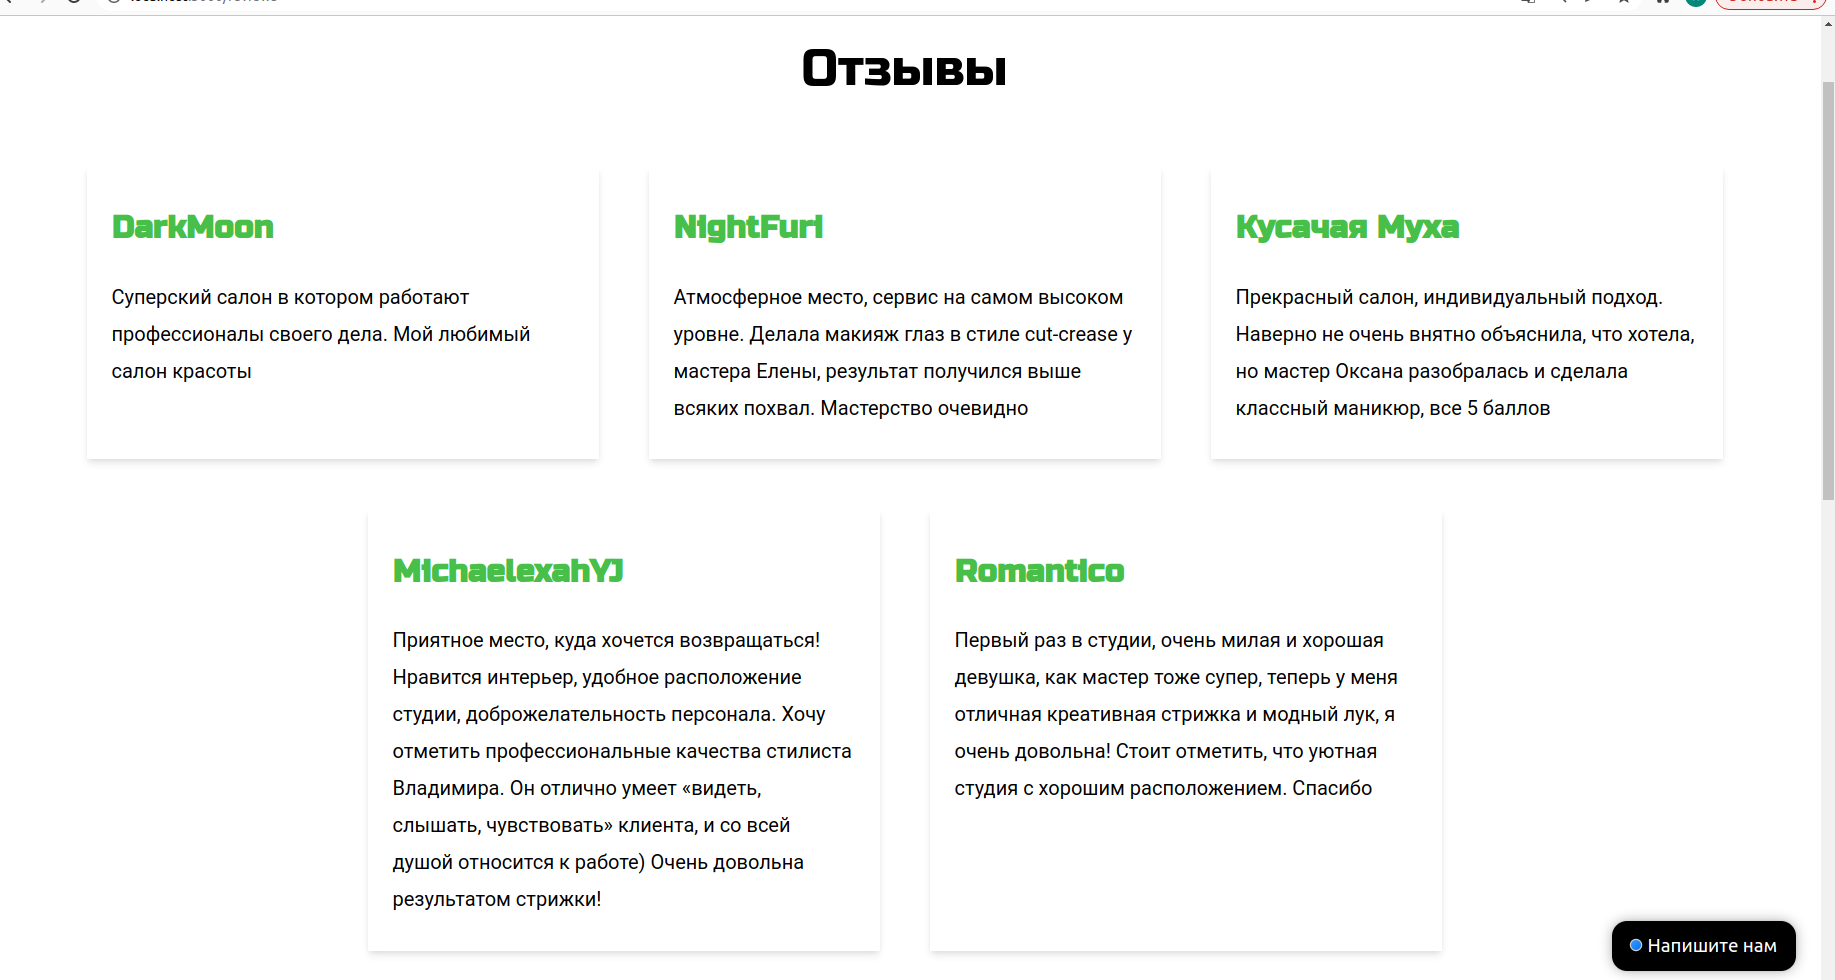 Отзывы
DarkMoon
Суперский салон в котором работают
профессионалы своего дела. Мой любимый
салон красоты
NightFuri
Атмосферное место, сервис на самом высоком
уровне. Делала макияж глаз в стиле cut-crease у
мастера Елены, результат получился выше
всяких похвал. Мастерство очевидно
Кусачая Муха
Прекрасный салон, индивидуальный подход.
Наверно не очень внятно объяснила, что хотела,
но мастер Оксана разобралась и сделала
классный маникюр, все 5 баллов
MichaelexahYJ
Приятное место, куда хочется возвращаться!
Нравится интерьер, удобное расположение
студии, доброжелательность персонала. Хочу
отметить профессиональные качества стилиста
Владимира. Он отлично умеет «видеть,
слышать, чувствовать» клиента, и со всей
душой относится к работе) Очень довольна
результатом стрижки!
Romantico
Первый раз в студии, очень милая и хорошая
девушка, как мастер тоже супер, теперь у меня
отличная креативная стрижка и модный лук, я
очень довольна! Стоит отметить, что уютная
студия с хорошим расположением. Спасибо
Напишите нам